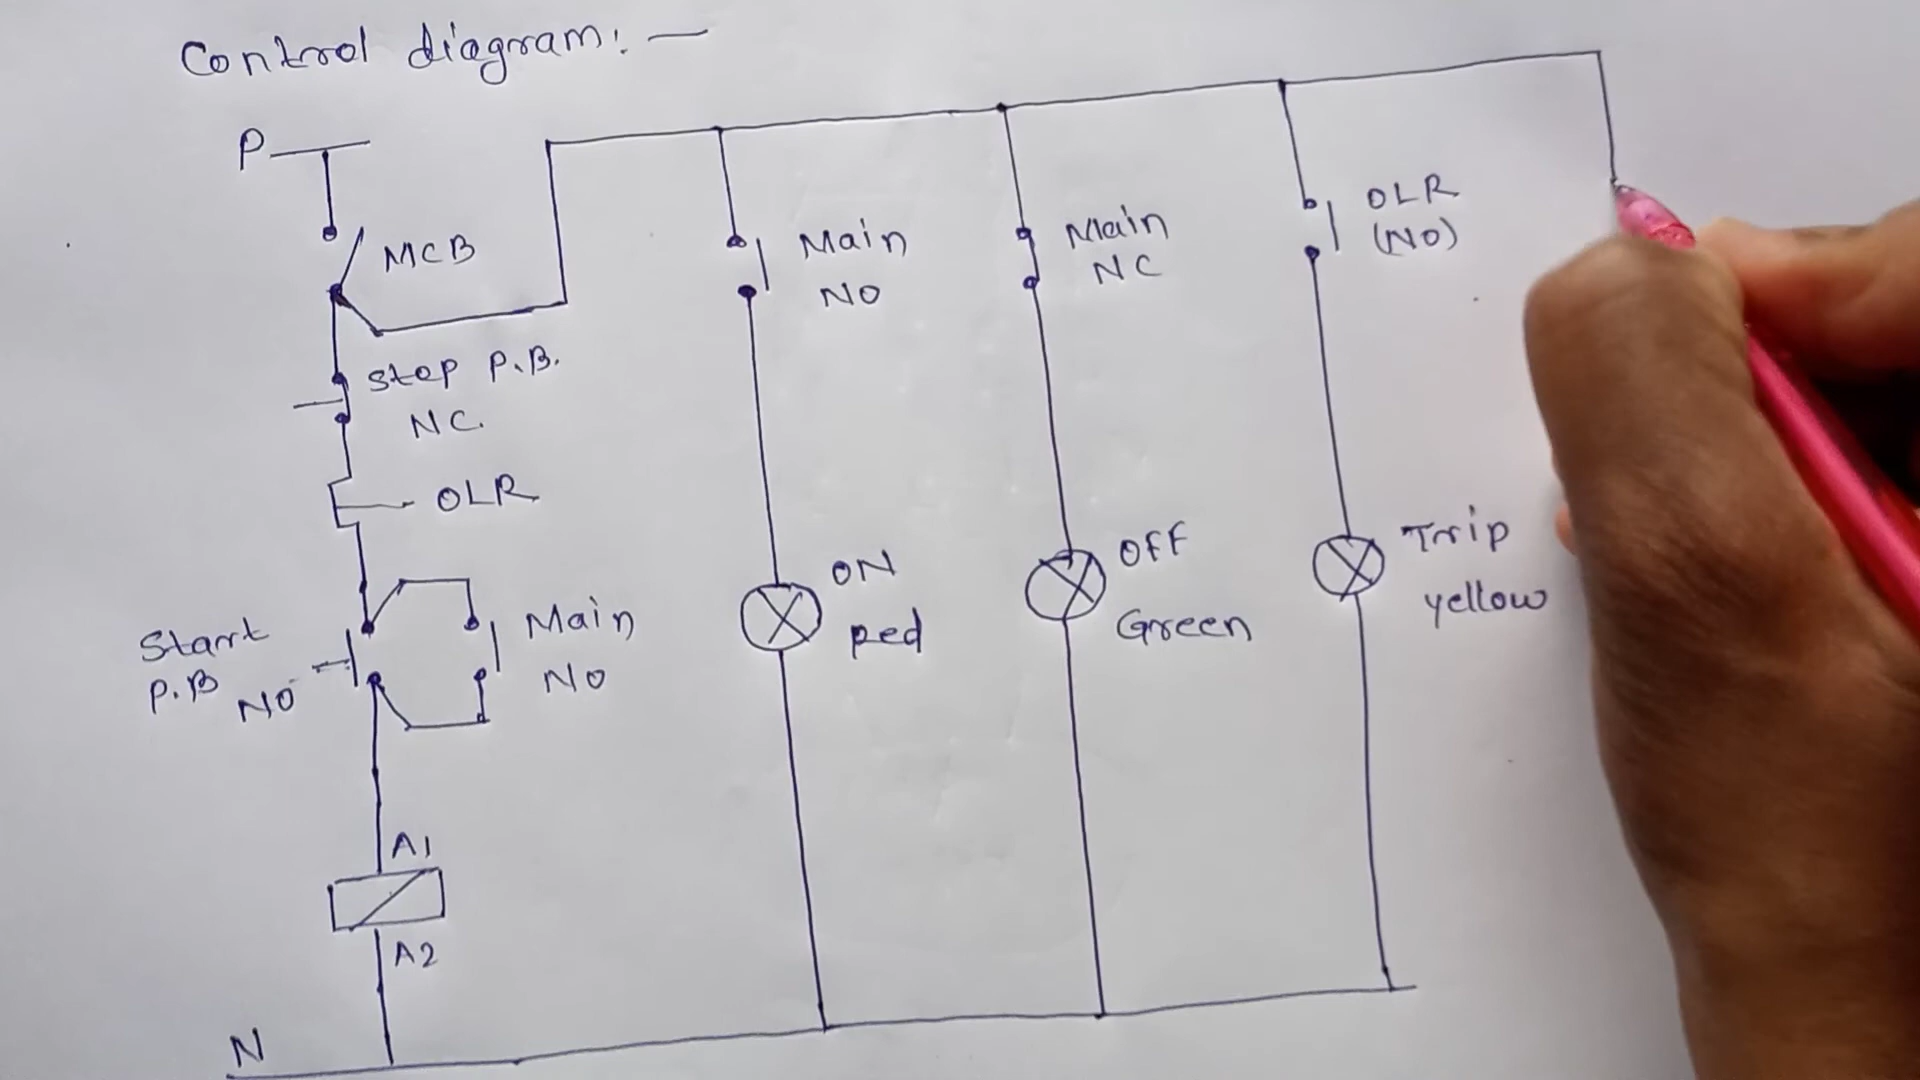 Control diagram: —
P
MCB
Stop P.B.
NC.
OLR
Start
P.B
NO
Main
NO
A1
A2
N
Main
NO
ON
Red
Main
NC
OFF
Green
OLR
(NO)
Trip
yellow